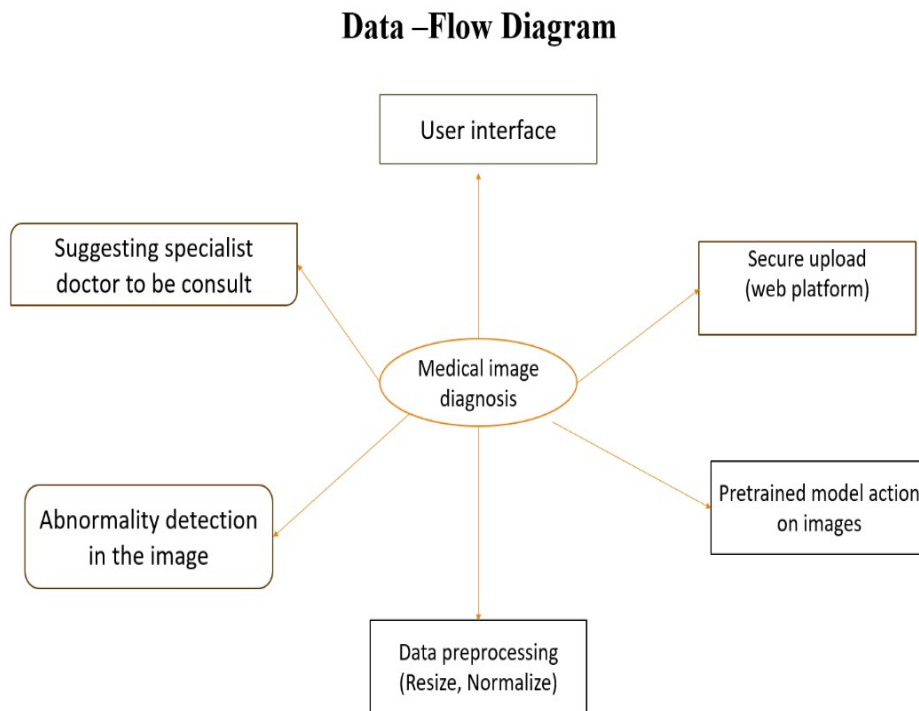 Data –Flow Diagram
User interface
Suggesting specialist
doctor to be consult
Secure upload
(web platform)
Medical image
diagnosis
Abnormality detection
in the image
Pretrained model action
on images
Data preprocessing
(Resize, Normalize)